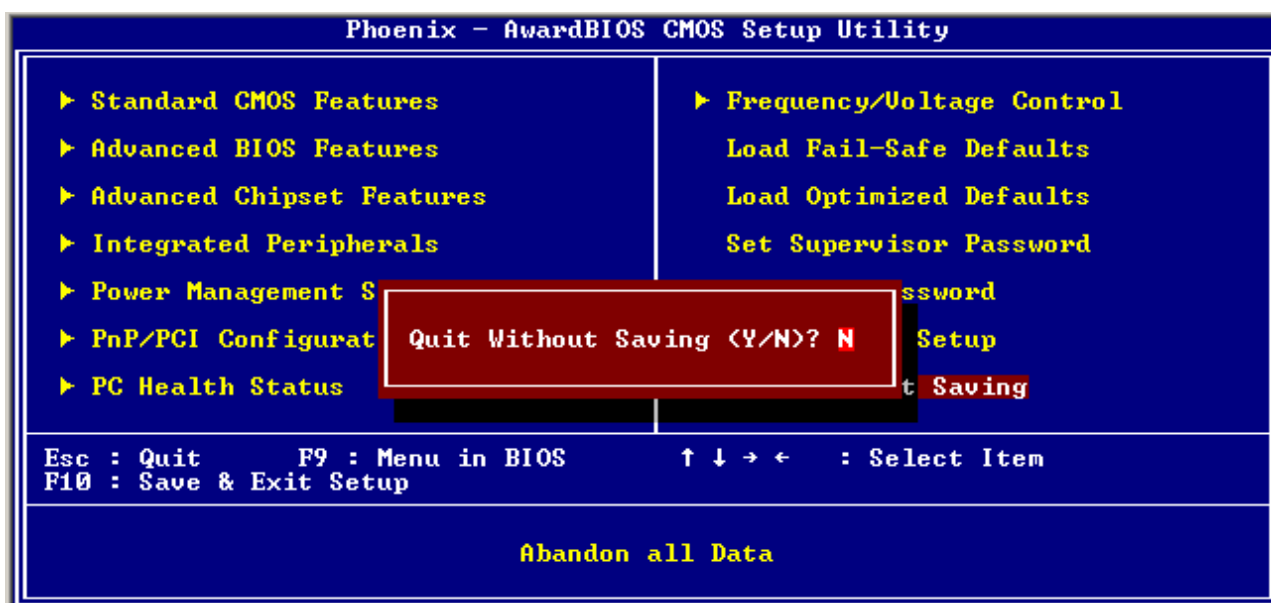 Phoenix - AwardBIOS CMOS Setup Utility
Standard CMOS Features
Advanced BIOS Features
Advanced Chipset Features
Integrated Peripherals
Power Management S
PnP/PCI Configurat
PC Health Status
Frequency/Voltage Control
Load Fail-Safe Defaults
Load Optimized Defaults
Set Supervisor Password
ssword
Setup
t Saving
Quit Without Saving (Y/N)? N
Esc : Quit F9 : Menu in BIOS ↑ ↓ → ← : Select Item
F10 : Save & Exit Setup
Abandon all Data